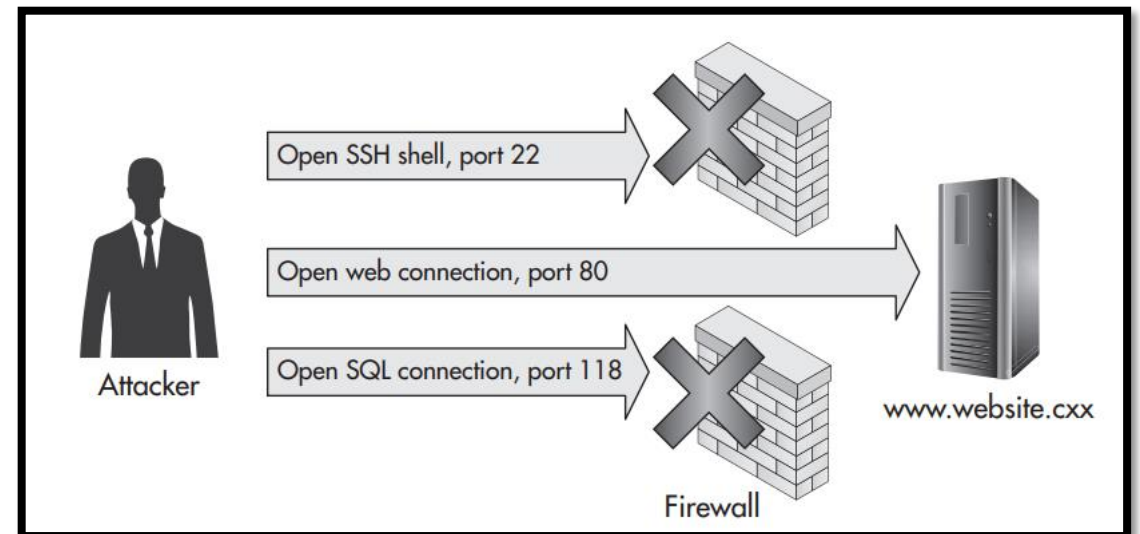 Open SSH shell, port 22
Open web connection, port 80
Open SQL connection, port 118
Attacker
www.website.cxx
Firewall